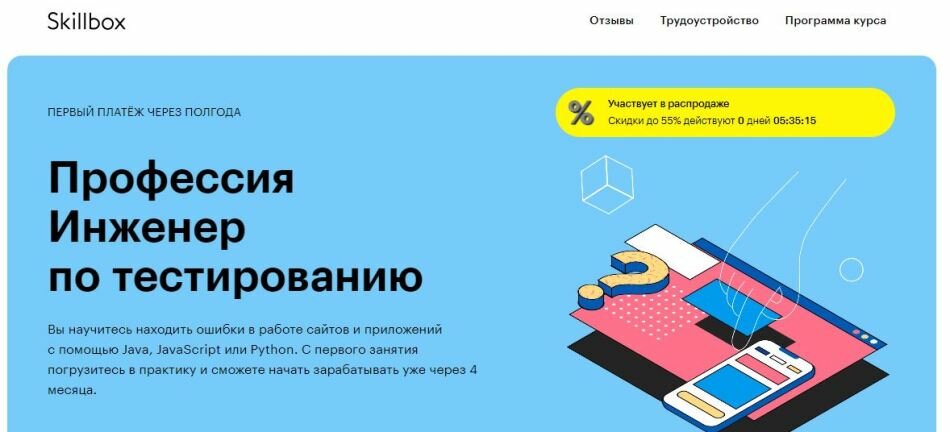 Skillbox
Отзывы Трудоустройство Программа курса
ПЕРВЫЙ ПЛАТЁЖ ЧЕРЕЗ ПОЛГОДА
%
Участвует в распродаже
Скидки до 55% действуют 0 дней 05:35:15
Профессия
Инженер
по тестированию
Вы научитесь находить ошибки в работе сайтов и приложений
с помощью Java, JavaScript или Python. С первого занятия
погрузитесь в практику и сможете начать зарабатывать уже через 4
месяца.
?